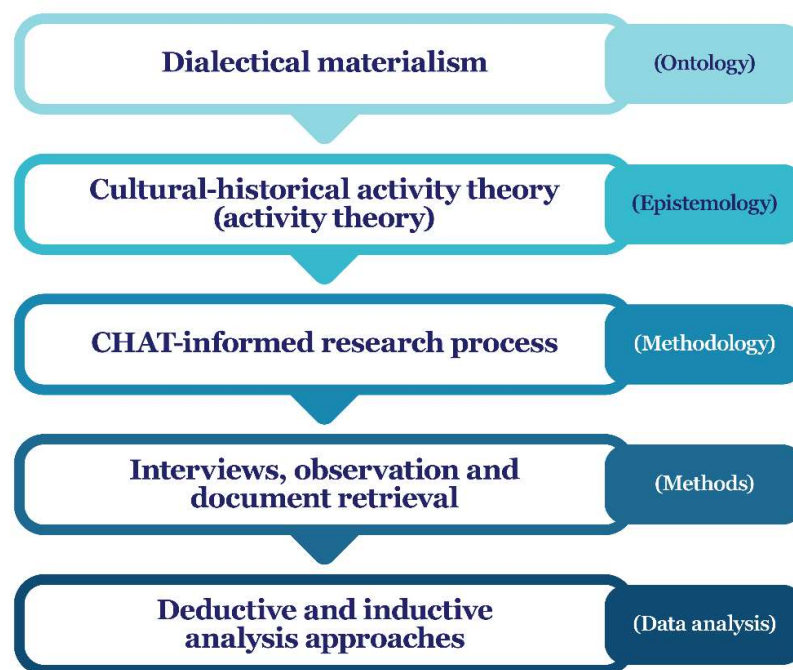 Dialectical materialism
(Ontology)
Cultural-historical activity theory
(activity theory)
(Epistemology)
CHAT-informed research process
(Methodology)
Interviews, observation and
document retrieval
(Methods)
Deductive and inductive
analysis approaches
(Data analysis)